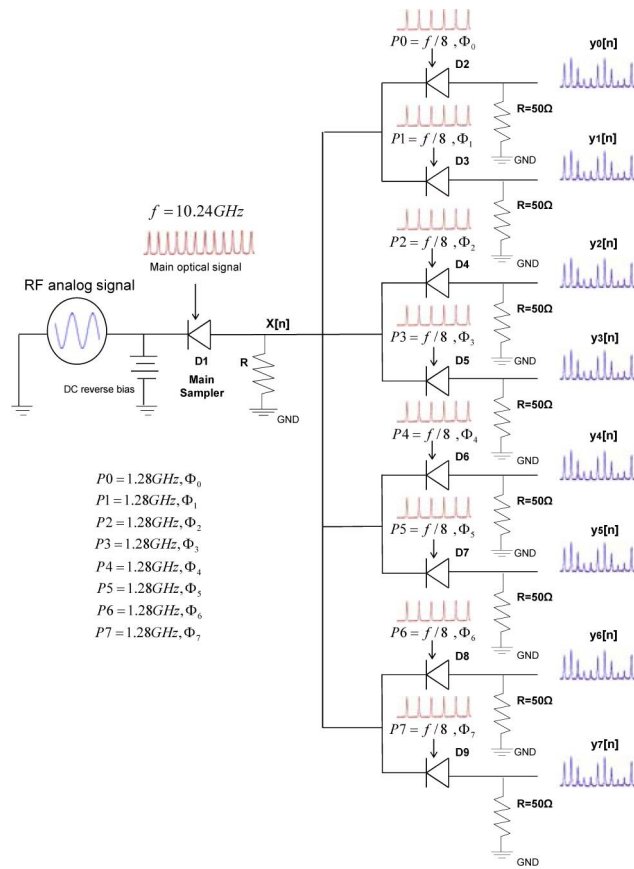 P0 = f/8 , Φ₀
D2
y0[n]
R=50Ω
GND
P1 = f/8 , Φ₁
D3
y1[n]
R=50Ω
GND
f = 10.24GHz
Main optical signal
RF analog signal
DC reverse bias
D1
Main
Sampler
X[n]
R
GND
P2 = f/8 , Φ₂
D4
y2[n]
R=50Ω
GND
P3 = f/8 , Φ₃
D5
y3[n]
R=50Ω
GND
P4 = f/8 , Φ₄
D6
y4[n]
R=50Ω
GND
P5 = f/8 , Φ₅
D7
y5[n]
R=50Ω
GND
P6 = f/8 , Φ₆
D8
y6[n]
R=50Ω
GND
P7 = f/8 , Φ₇
D9
y7[n]
R=50Ω
GND
P0 = 1.28GHz, Φ₀
P1 = 1.28GHz, Φ₁
P2 = 1.28GHz, Φ₂
P3 = 1.28GHz, Φ₃
P4 = 1.28GHz, Φ₄
P5 = 1.28GHz, Φ₅
P6 = 1.28GHz, Φ₆
P7 = 1.28GHz, Φ₇